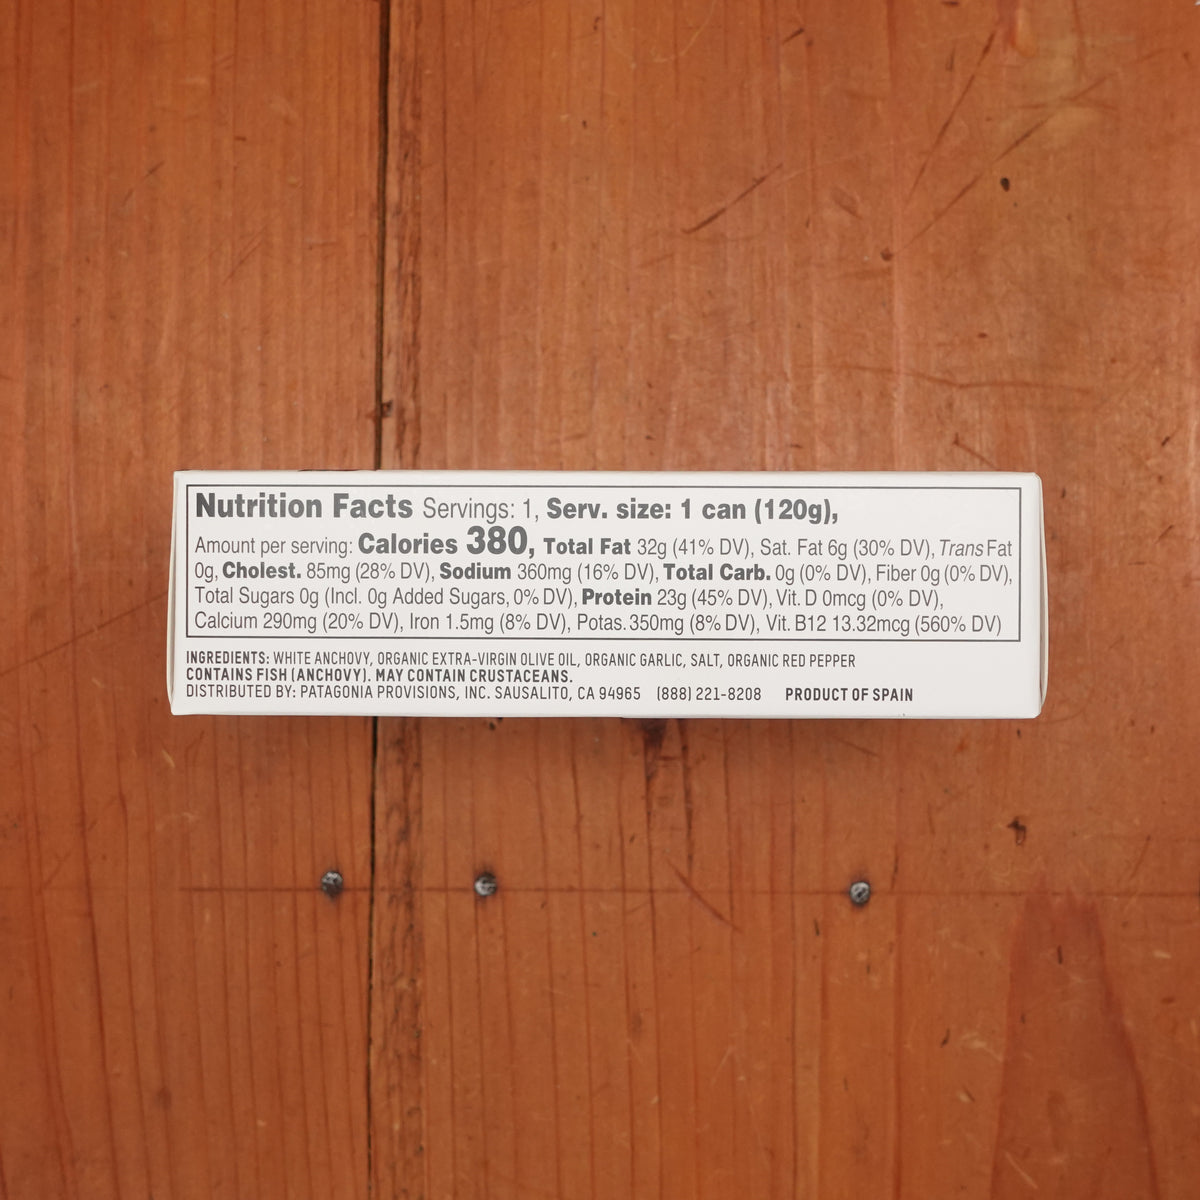 Nutrition Facts Servings: 1, Serv. size: 1 can (120g),
Amount per serving: Calories 380, Total Fat 32g (41% DV), Sat. Fat 6g (30% DV), Trans Fat
0g, Cholest. 85mg (28% DV), Sodium 360mg (16% DV), Total Carb. 0g (0% DV), Fiber 0g (0% DV),
Total Sugars 0g (Incl. 0g Added Sugars, 0% DV), Protein 23g (45% DV), Vit. D 0mcg (0% DV),
Calcium 290mg (20% DV), Iron 1.5mg (8% DV), Potas. 350mg (8% DV), Vit. B12 13.32mcg (560% DV)
INGREDIENTS: WHITE ANCHOVY, ORGANIC EXTRA-VIRGIN OLIVE OIL, ORGANIC GARLIC, SALT, ORGANIC RED PEPPER
CONTAINS FISH (ANCHOVY). MAY CONTAIN CRUSTACEANS.
DISTRIBUTED BY: PATAGONIA PROVISIONS, INC. SAUSALITO, CA 94965 (888) 221-8208 PRODUCT OF SPAIN